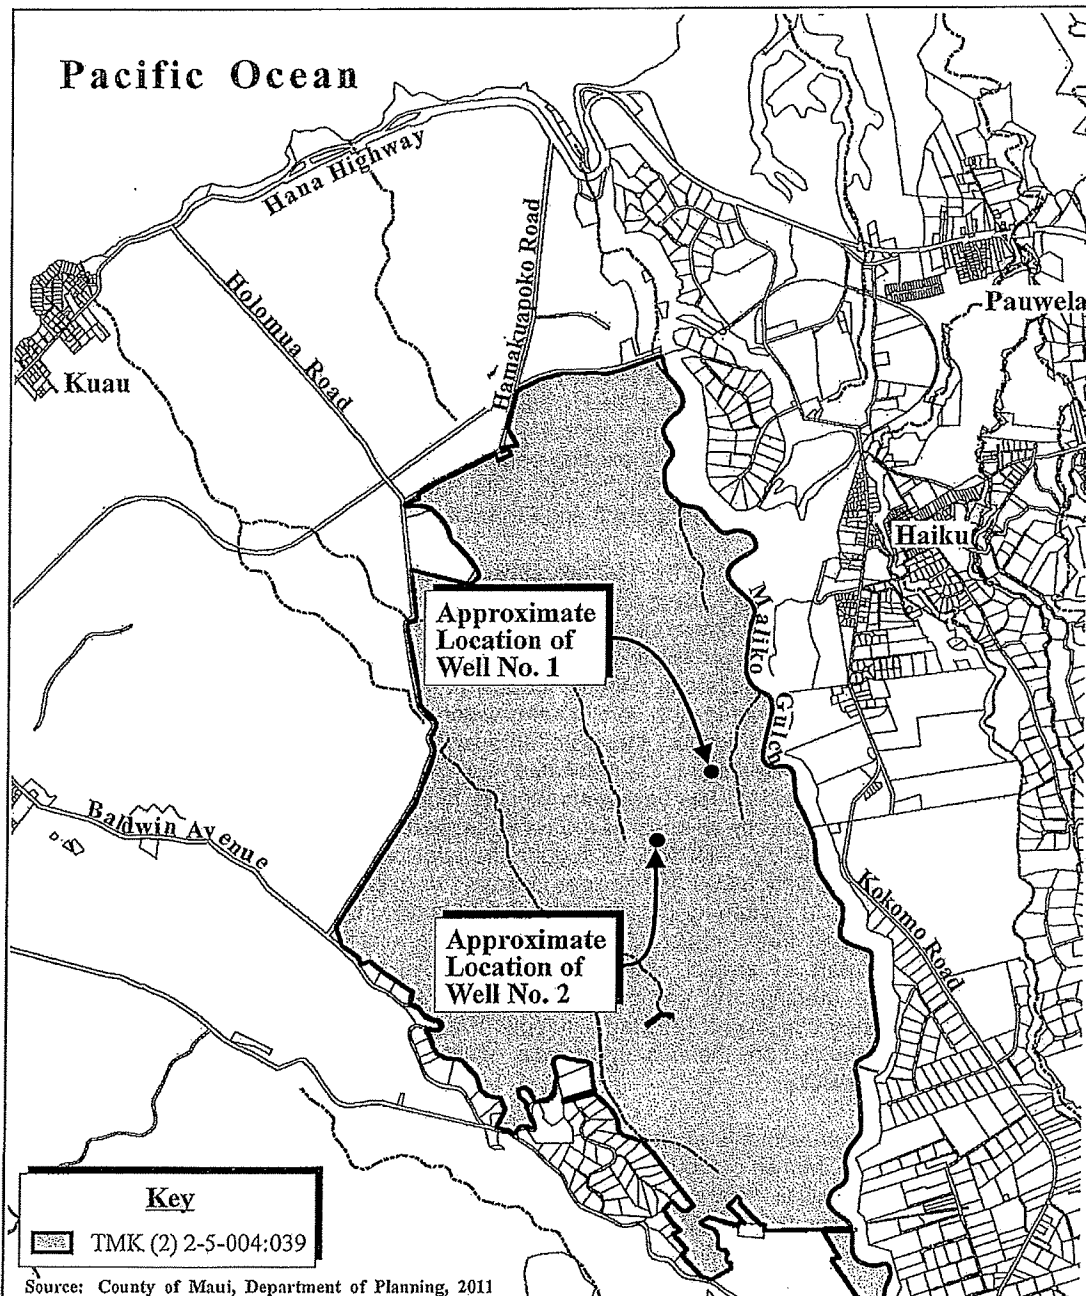 Pacific Ocean
Hana Highway
Hamakuapoko Road
Holomua Road
Pauwela
Kuau
Haiku
Approximate
Location of
Well No. 1
Maliko Gulch
Baldwin Avenue
Kokomo Road
Approximate
Location of
Well No. 2
Key
TMK (2) 2-5-004:039
Source: County of Maui, Department of Planning, 2011